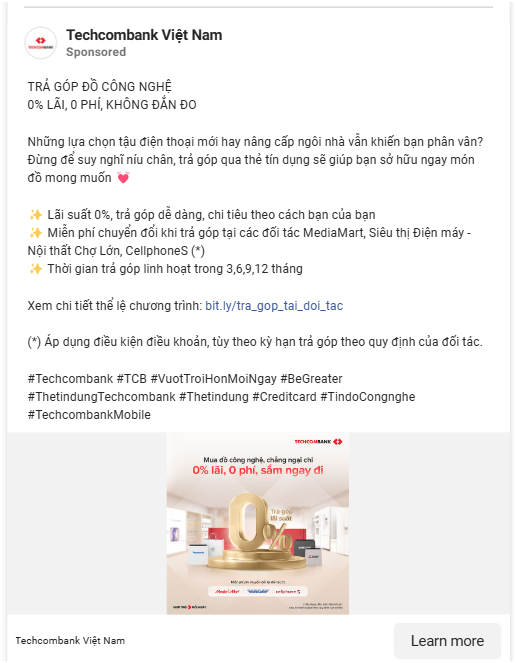 Techcombank Việt Nam
TECHCOMBANK
Sponsored
TRẢ GÓP ĐỒ CÔNG NGHỆ
0% LÃI, 0 PHÍ, KHÔNG ĐẮN ĐO
Những lựa chọn tậu điện thoại mới hay nâng cấp ngôi nhà vẫn khiến bạn phân vân?
Đừng để suy nghĩ níu chân, trả góp qua thẻ tín dụng sẽ giúp bạn sở hữu ngay món
đồ mong muốn 💓
✨ Lãi suất 0%, trả góp dễ dàng, chi tiêu theo cách bạn của bạn
✨ Miễn phí chuyển đổi khi trả góp tại các đối tác MediaMart, Siêu thị Điện máy -
Nội thất Chợ Lớn, CellphoneS (*)
✨ Thời gian trả góp linh hoạt trong 3,6,9,12 tháng
Xem chi tiết thể lệ chương trình: bit.ly/tra_gop_tai_doi_tac
(*) Áp dụng điều kiện điều khoản, tùy theo kỳ hạn trả góp theo quy định của đối tác.
#Techcombank #TCB #VuotTroiHonMoiNgay #BeGreater
#ThetindungTechcombank #Thetindung #Creditcard #TindoCongnghe
#TechcombankMobile
TECHCOMBANK
Mua đồ công nghệ, chẳng ngại chi
0% lãi, 0 phí, sắm ngay đi
Trả góp
lãi suất
0%
Panasonic
MediaMart
cellphoneS
Techcombank Việt Nam
Learn more